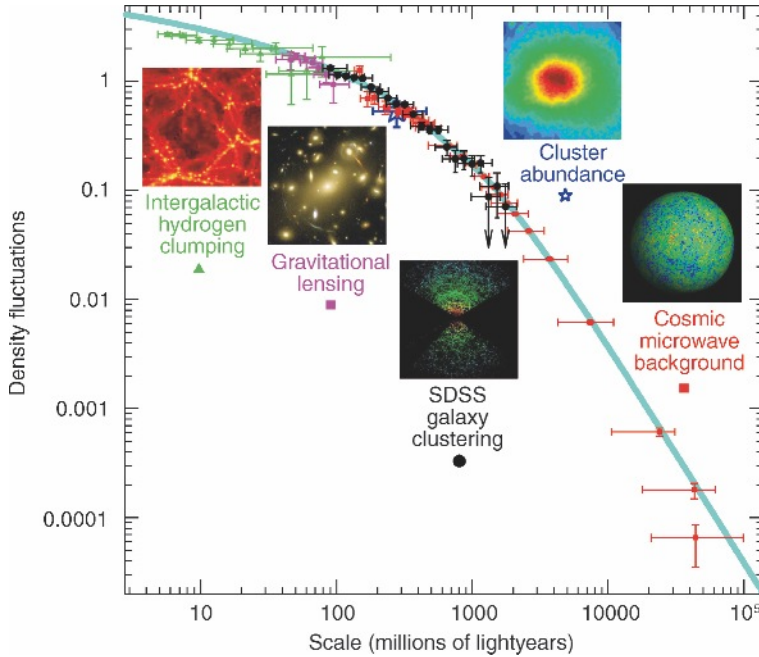 Density fluctuations
1
0.1
0.01
0.001
0.0001
Intergalactic
hydrogen
clumping
Gravitational
lensing
SDSS
galaxy
clustering
Cluster
abundance
Cosmic
microwave
background
10
100
1000
10000
10⁵
Scale (millions of lightyears)